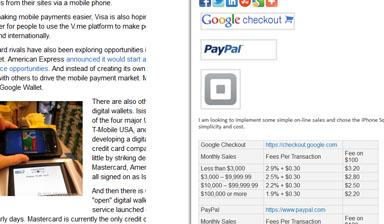 s from their sites via a mobile phone.
aking mobile payments easier, Visa is also hopi
er for people to use the V.me platform to make p
and internationally.
ard rivals have also been exploring opportunities i
et. American Express announced it would start a
ce opportunities. And instead of creating its own
with others to drive the mobile payment market. M
Google Wallet.
There are also oth
digital wallets. Isis
of the four major U
T-Mobile USA, and
developing a digita
credit card compa
little by striking de
Mastercard, Amer
all signed on as Is
And then there is
"open" digital walle
service launched
arly days. Mastercard is currently the only credit c
Google checkout
PayPal
I am looking to implement some simple on-line sales and chose the
simplicity and cost.
Google Checkout https://checkout.google.com
Monthly Sales Fees Per Transaction Fee on $100
Less than $3,000 2.9% + $0.30 $3.20
$3,000 – $9,999.99 2.5% + $0.30 $2.80
$10,000 – $99,999.99 2.2% + $0.30 $2.50
$100,000 or more 1.9% + $0.30 $2.20
PayPal https://www.paypal.com
Monthly Sales Fees Per Transaction Fee on